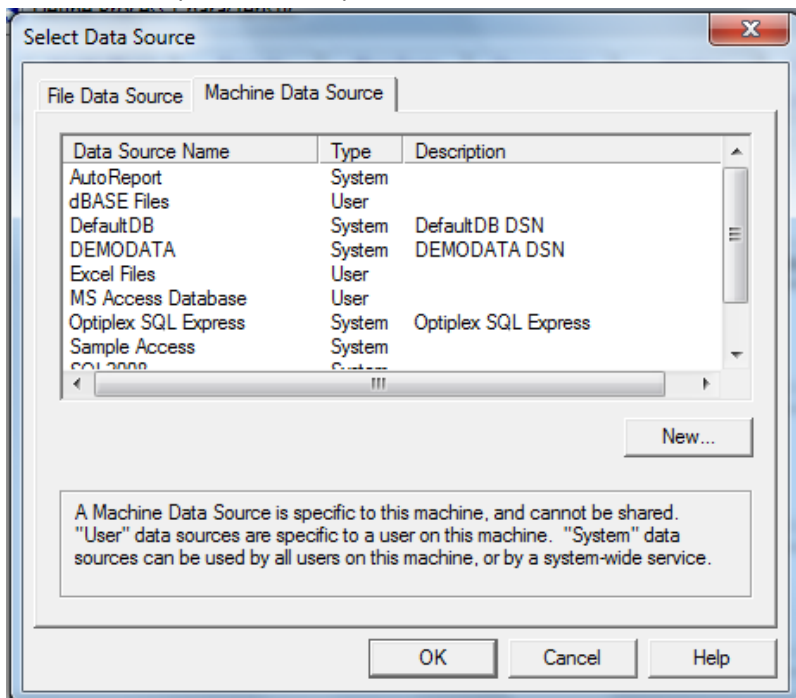 Select Data Source
File Data Source Machine Data Source
Data Source Name Type Description
AutoReport System
dBASE Files User
DefaultDB System DefaultDB DSN
DEMODATA System DEMODATA DSN
Excel Files User
MS Access Database User
Optiplex SQL Express System Optiplex SQL Express
Sample Access System
SQL2008 System
New...
A Machine Data Source is specific to this machine, and cannot be shared.
"User" data sources are specific to a user on this machine. "System" data
sources can be used by all users on this machine, or by a system-wide service.
OK Cancel Help